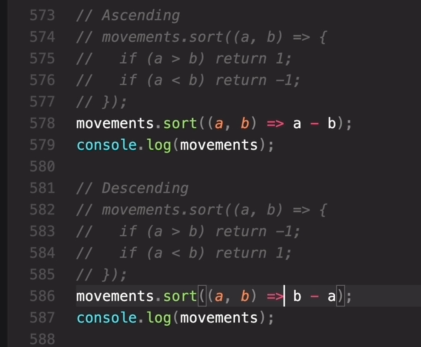 573 // Ascending
574 // movements.sort((a, b) => {
575 //   if (a > b) return 1;
576 //   if (a < b) return -1;
577 // });
578 movements.sort((a, b) => a - b);
579 console.log(movements);
580
581 // Descending
582 // movements.sort((a, b) => {
583 //   if (a > b) return -1;
584 //   if (a < b) return 1;
585 // });
586 movements.sort((a, b) => b - a);
587 console.log(movements);
588